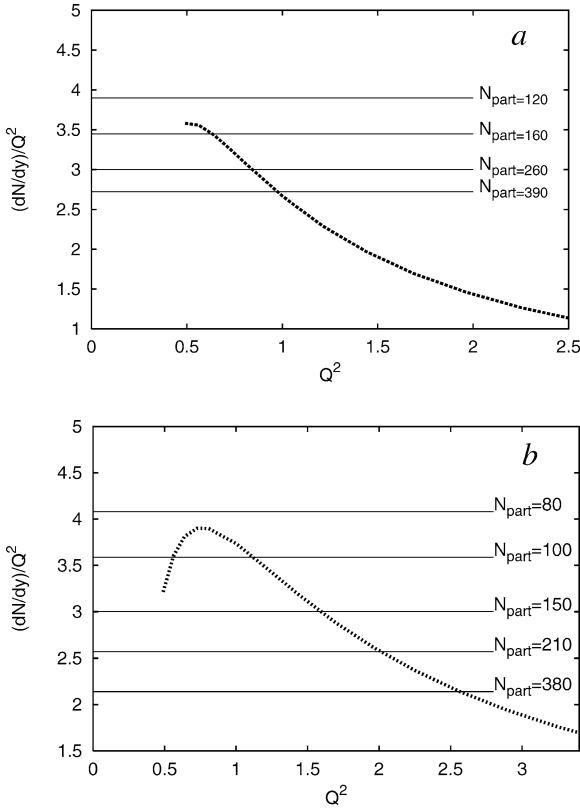 a
5
4.5
4
3.5
3
2.5
2
1.5
1
(dN/dy)/Q²
N_part=120
N_part=160
N_part=260
N_part=390
0 0.5 1 1.5 2 2.5
Q²
b
5
4.5
4
3.5
3
2.5
2
1.5
(dN/dy)/Q²
N_part=80
N_part=100
N_part=150
N_part=210
N_part=380
0 0.5 1 1.5 2 2.5 3
Q²